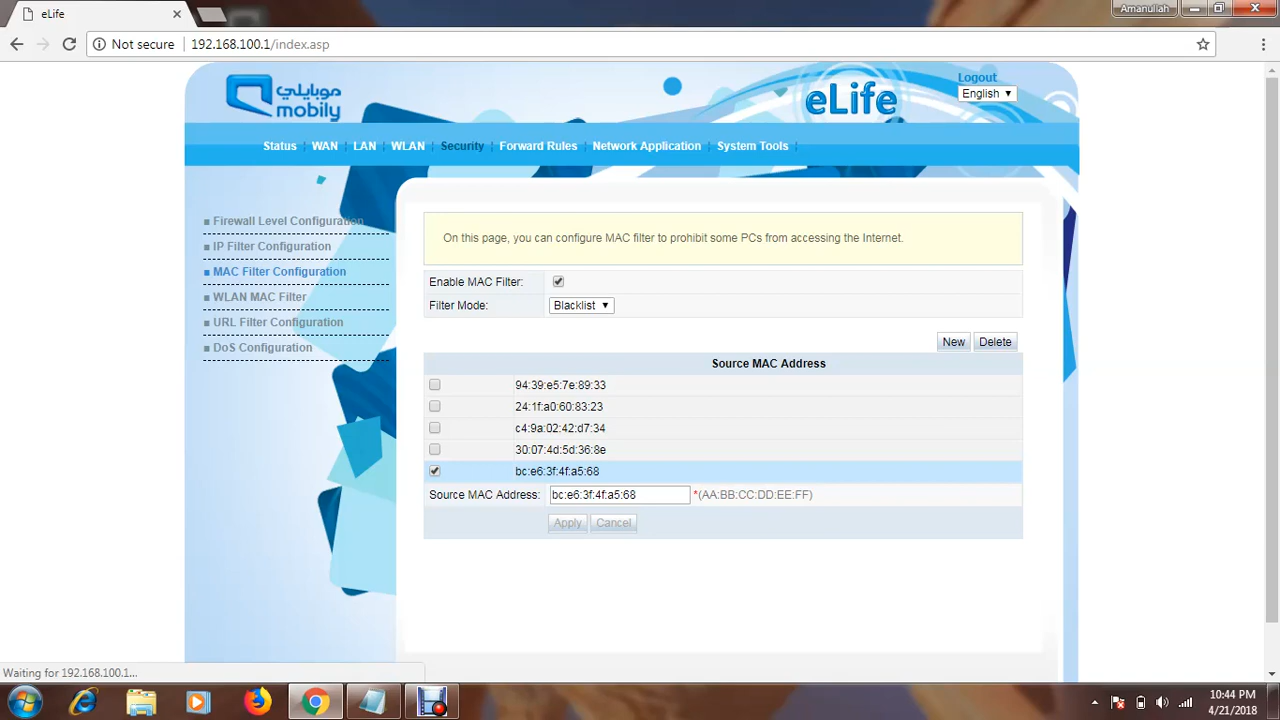 eLife
Amanullah
Not secure
192.168.100.1/index.asp
موبايلي
mobily
eLife
Logout
English ▼
Status WAN LAN WLAN Security Forward Rules Network Application System Tools
Firewall Level Configuration
IP Filter Configuration
MAC Filter Configuration
WLAN MAC Filter
URL Filter Configuration
DoS Configuration
On this page, you can configure MAC filter to prohibit some PCs from accessing the Internet.
Enable MAC Filter:
Filter Mode: Blacklist ▼
New Delete
Source MAC Address
94:39:e5:7e:89:33
24:1f:a0:60:83:23
c4:9a:02:42:d7:34
30:07:4d:5d:36:8e
bc:e6:3f:4f:a5:68
Source MAC Address: bc:e6:3f:4f:a5:68 *(AA:BB:CC:DD:EE:FF)
Apply Cancel
Waiting for 192.168.100.1...
10:44 PM
4/21/2018